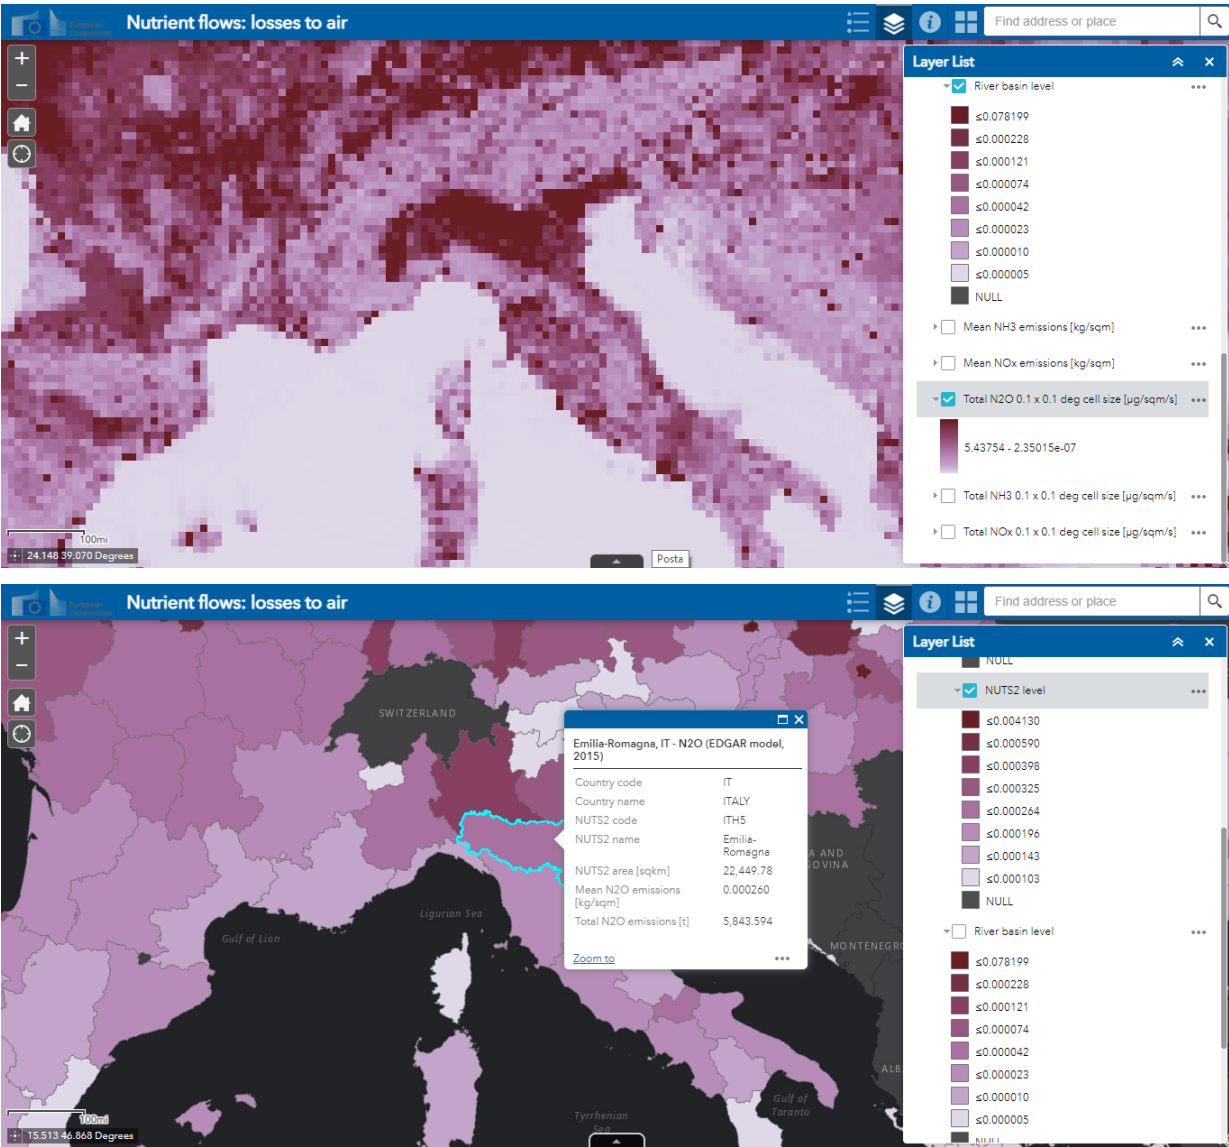 European
Commission
Nutrient flows: losses to air
Find address or place
Layer List
River basin level
≤0.078199
≤0.000228
≤0.000121
≤0.000074
≤0.000042
≤0.000023
≤0.000010
≤0.000005
NULL
Mean NH3 emissions [kg/sqm]
Mean NOx emissions [kg/sqm]
Total N2O 0.1 x 0.1 deg cell size [µg/sqm/s]
5.43754 - 2.35015e-07
Total NH3 0.1 x 0.1 deg cell size [µg/sqm/s]
Total NOx 0.1 x 0.1 deg cell size [µg/sqm/s]
100mi
24.148 39.070 Degrees
Posta
European
Commission
Nutrient flows: losses to air
Find address or place
Layer List
NULL
NUTS2 level
≤0.004130
≤0.000590
≤0.000398
≤0.000325
≤0.000264
≤0.000196
≤0.000143
≤0.000103
NULL
River basin level
≤0.078199
≤0.000228
≤0.000121
≤0.000074
≤0.000042
≤0.000023
≤0.000010
≤0.000005
NULL
SWITZERLAND
Emilia-Romagna, IT - N2O (EDGAR model,
2015)
Country code IT
Country name ITALY
NUTS2 code ITH5
NUTS2 name Emilia-
Romagna
NUTS2 area [sqkm] 22,449.78
Mean N2O emissions 0.000260
[kg/sqm]
Total N2O emissions [t] 5,843.594
Zoom to
A AND
OVINA
MONTENEGR
ALB
Ligurian Sea
Gulf of Lion
Gulf of
Taranto
Tyrrhenian
Sea
100mi
15.513 46.868 Degrees